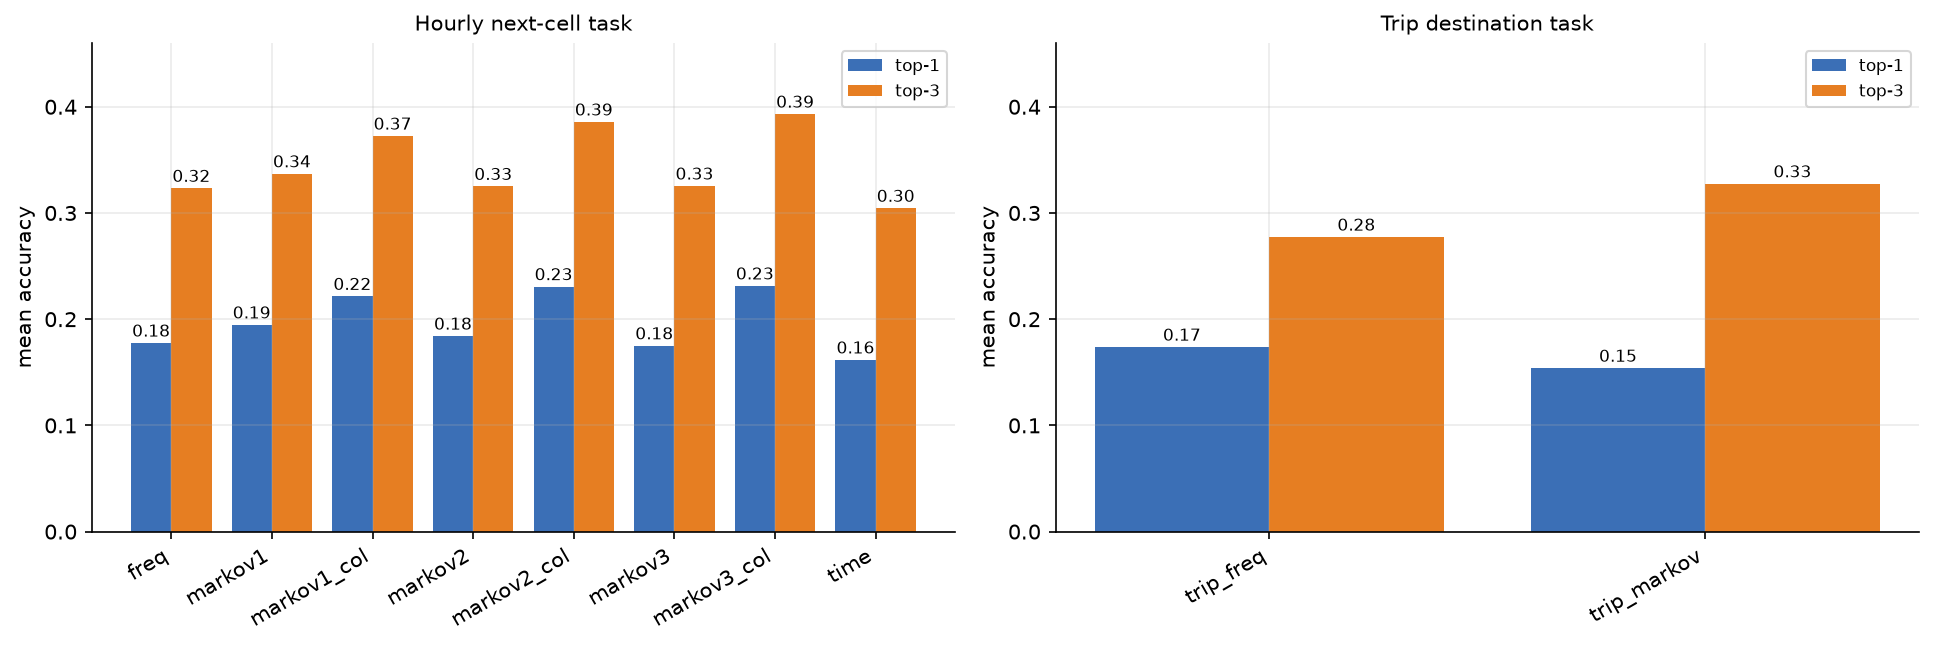 Hourly next-cell task
top-1
top-3
mean accuracy
0.4
0.3
0.2
0.1
0.0
0.18
0.32
0.19
0.34
0.22
0.37
0.18
0.33
0.23
0.39
0.18
0.33
0.23
0.39
0.16
0.30
freq
markov1
markov1_col
markov2
markov2_col
markov3
markov3_col
time
Trip destination task
top-1
top-3
mean accuracy
0.4
0.3
0.2
0.1
0.0
0.17
0.28
0.15
0.33
trip_freq
trip_markov